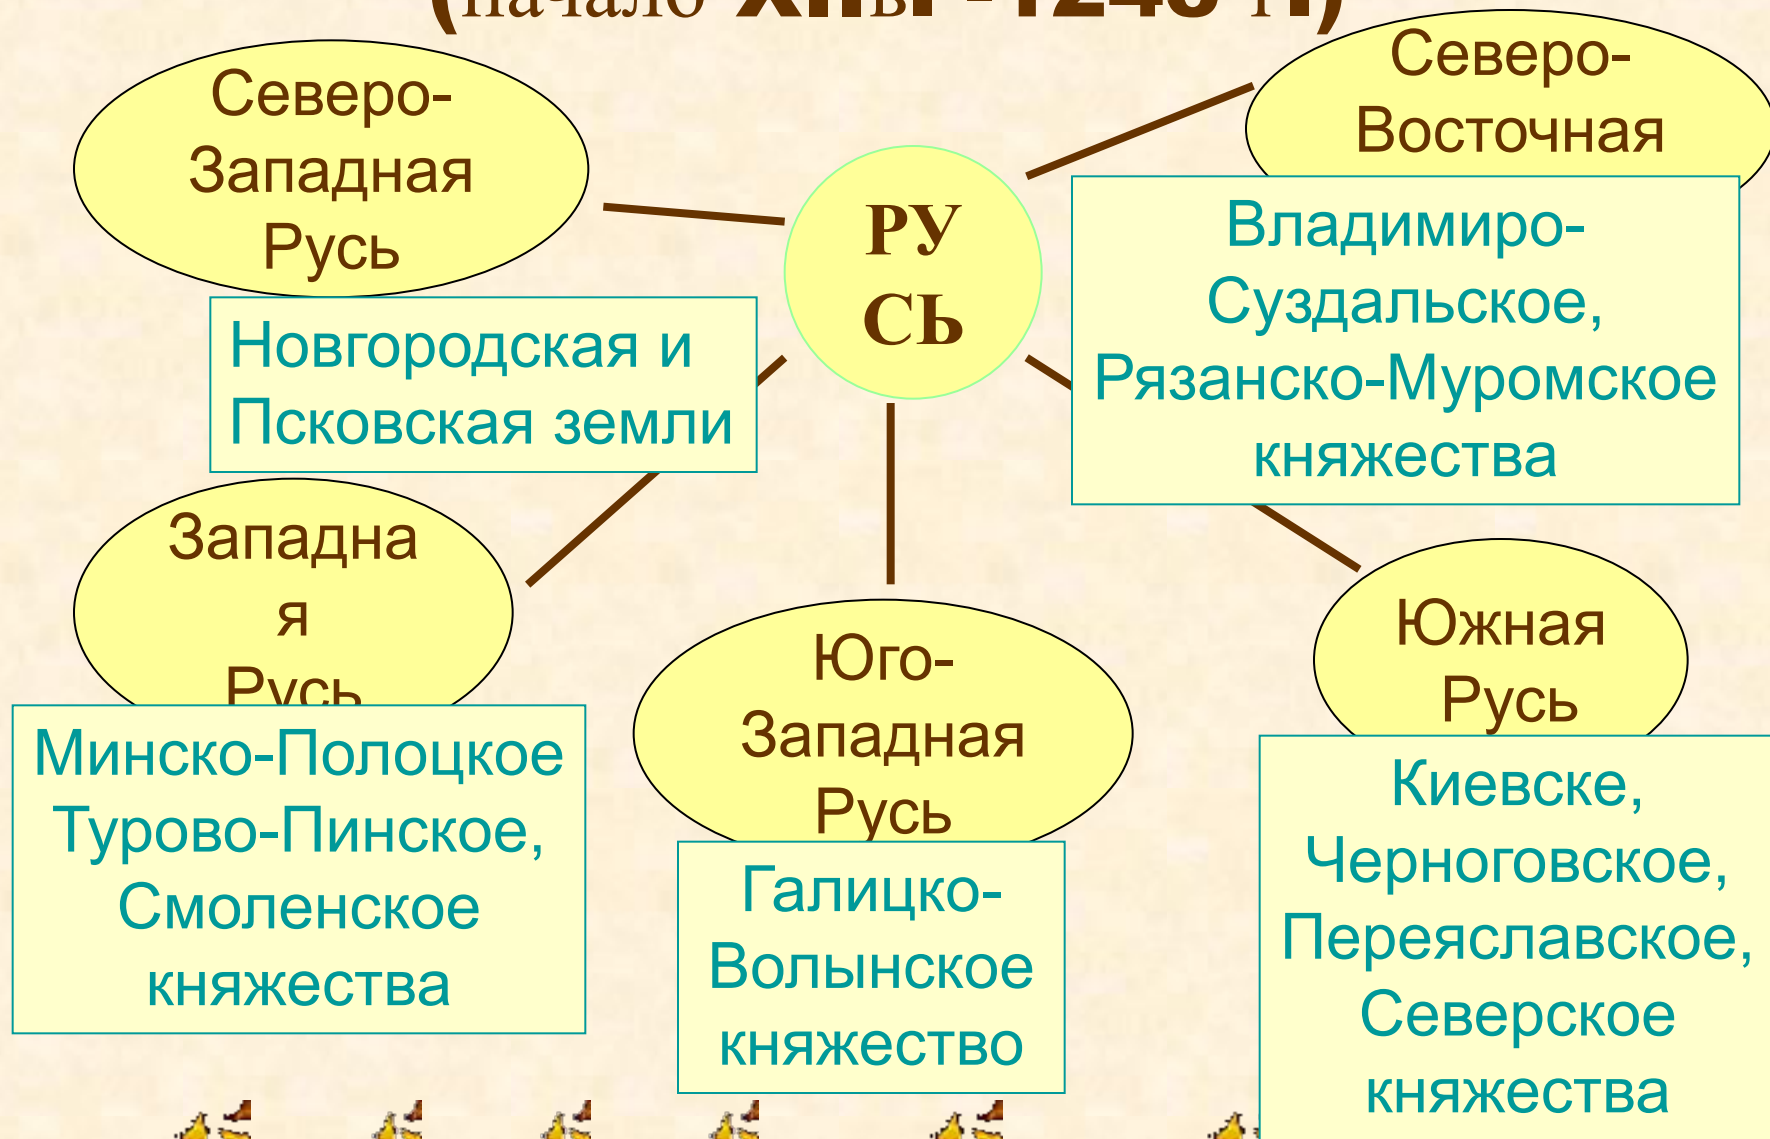 (начало
Северо-
Западная
Русь
Северо-
Восточная
РУ
СЬ
Новгородская и
Псковская земли
Владимиро-
Суздальское,
Рязанско-Муромское
княжества
Западна
я
Русь
Минско-Полоцкое
Турово-Пинское,
Смоленское
княжества
Юго-
Западная
Русь
Галицко-
Волынское
княжество
Южная
Русь
Киевске,
Черноговское,
Переяславское,
Северское
княжества